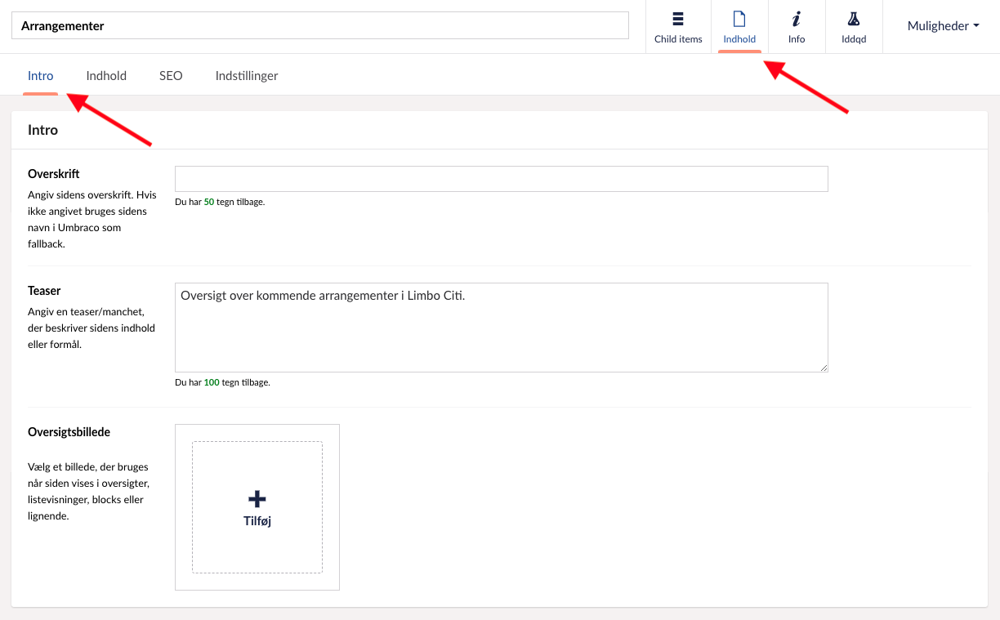 Arrangementer
Child items
Indhold
Info
Iddqd
Muligheder
Intro
Indhold
SEO
Indstillinger
Intro
Overskrift
Angiv sidens overskrift. Hvis
ikke angivet bruges sidens
navn i Umbraco som
fallback.
Du har 50 tegn tilbage.
Teaser
Angiv en teaser/manchet,
der beskriver sidens indhold
eller formål.
Oversigt over kommende arrangementer i Limbo Citi.
Du har 100 tegn tilbage.
Oversigtsbillede
Vælg et billede, der bruges
når siden vises i oversigter,
listevisninger, blocks eller
lignende.
Tilføj